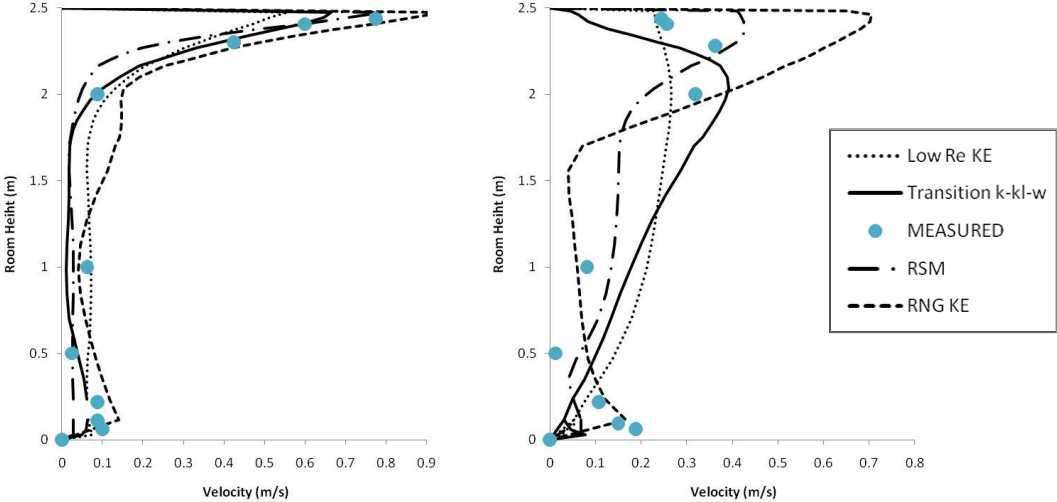 2.5
2
1.5
1
0.5
0
Room Heiht (m)
0 0.1 0.2 0.3 0.4 0.5 0.6 0.7 0.8 0.9
Velocity (m/s)
2.5
2
1.5
1
0.5
0
Room Heiht (m)
0 0.1 0.2 0.3 0.4 0.5 0.6 0.7 0.8
Velocity (m/s)
Low Re KE
Transition k-kl-w
MEASURED
RSM
RNG KE